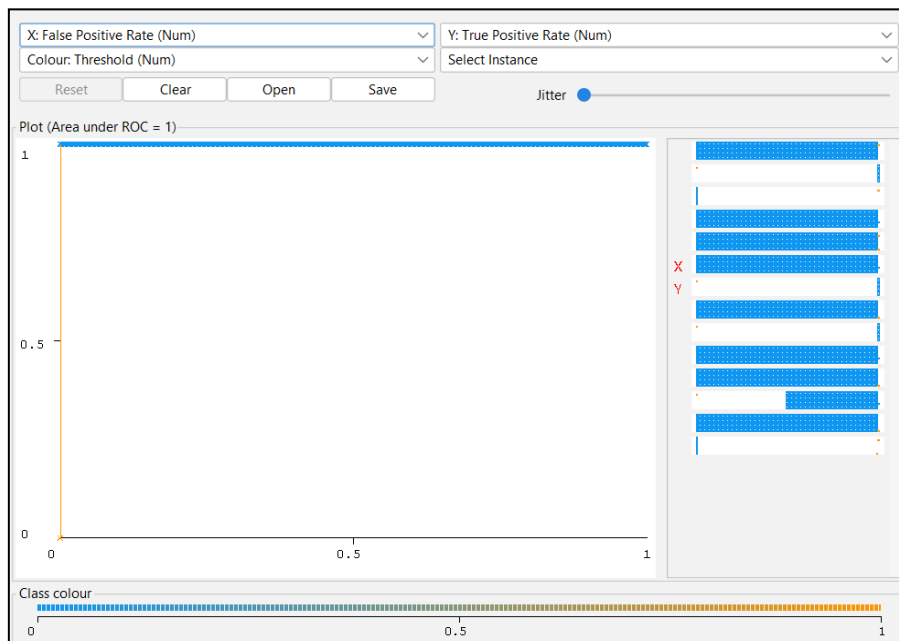 X: False Positive Rate (Num) Y: True Positive Rate (Num)
Colour: Threshold (Num) Select Instance
Reset Clear Open Save Jitter
Plot (Area under ROC = 1)
1
X
Y
0.5
0
0 0.5 1
Class colour
0 0.5 1